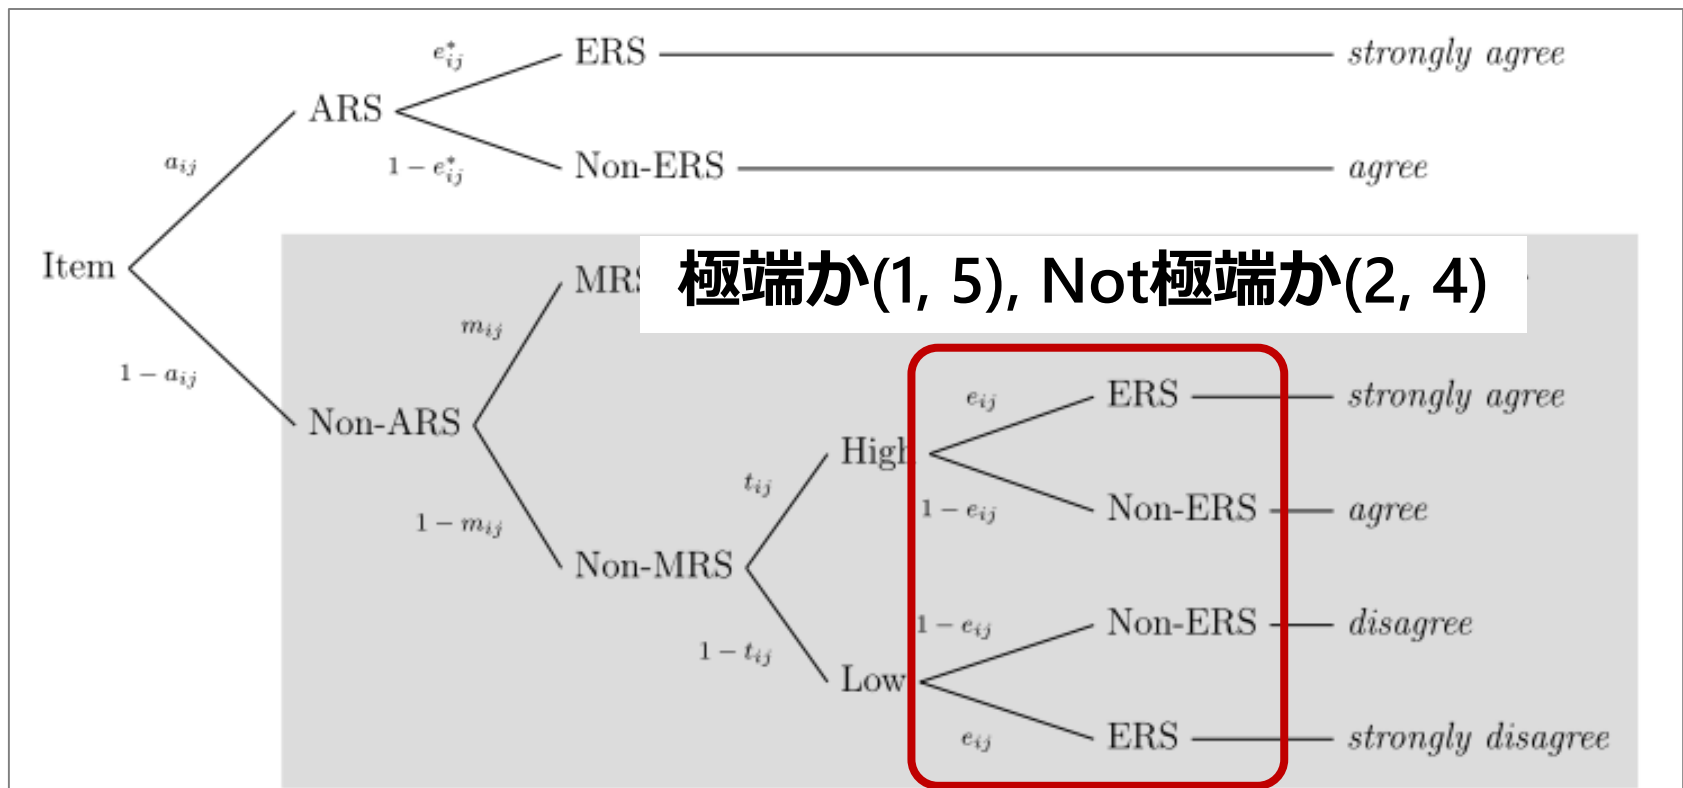 e*ij
ERS
strongly agree
ARS
aij
1 − e*ij
Non-ERS
agree
Item
極端か(1, 5), Not極端か(2, 4)
MRS
mij
1 − aij
eij
ERS
strongly agree
Non-ARS
High
tij
1 − eij
Non-ERS
agree
1 − mij
Non-MRS
1 − eij
Non-ERS
disagree
1 − tij
Low
eij
ERS
strongly disagree